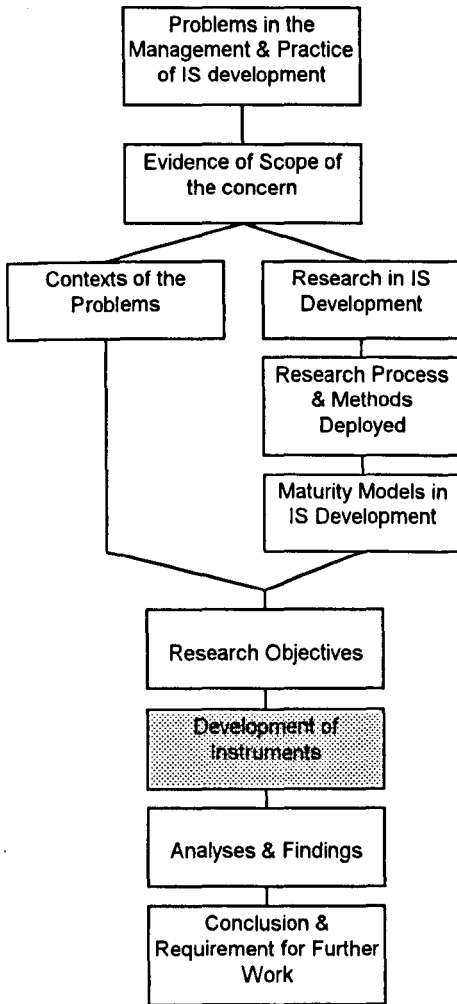 Problems in the
Management & Practice
of IS development
Evidence of Scope of
the concern
Contexts of the
Problems
Research in IS
Development
Research Process
& Methods
Deployed
Maturity Models in
IS Development
Research Objectives
Development of
Instruments
Analyses & Findings
Conclusion &
Requirement for Further
Work